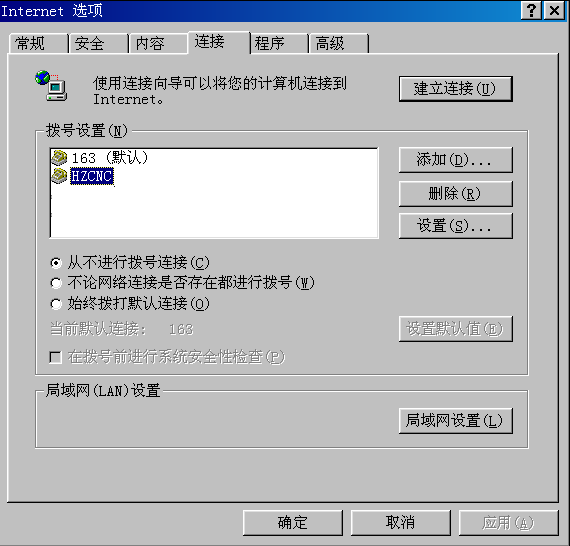 Internet 选项
常规 安全 内容 连接 程序 高级
使用连接向导可以将您的计算机连接到
Internet。
建立连接(U)
拨号设置(N)
163 (默认)
HZCNC
添加(D)...
删除(R)
设置(S)...
从不进行拨号连接(C)
不论网络连接是否存在都进行拨号(W)
始终拨打默认连接(O)
当前默认连接: 163
设置默认值(E)
在拨号前进行系统安全性检查(P)
局域网(LAN)设置
局域网设置(L)
确定 取消 应用(A)